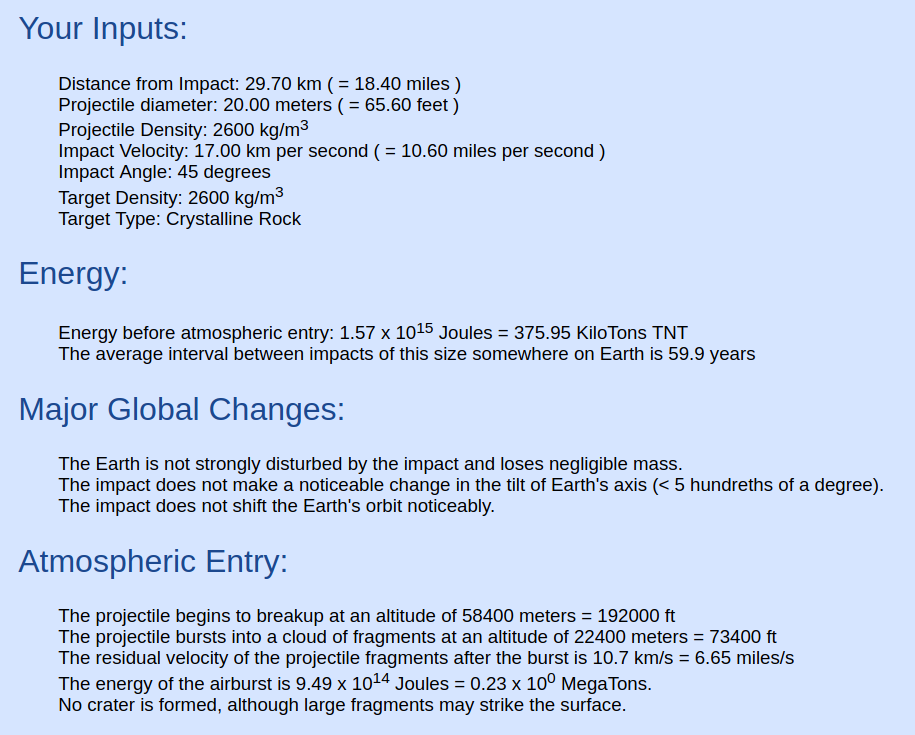 Your Inputs:
Distance from Impact: 29.70 km ( = 18.40 miles )
Projectile diameter: 20.00 meters ( = 65.60 feet )
Projectile Density: 2600 kg/m³
Impact Velocity: 17.00 km per second ( = 10.60 miles per second )
Impact Angle: 45 degrees
Target Density: 2600 kg/m³
Target Type: Crystalline Rock
Energy:
Energy before atmospheric entry: 1.57 x 10¹⁵ Joules = 375.95 KiloTons TNT
The average interval between impacts of this size somewhere on Earth is 59.9 years
Major Global Changes:
The Earth is not strongly disturbed by the impact and loses negligible mass.
The impact does not make a noticeable change in the tilt of Earth's axis (< 5 hundreths of a degree).
The impact does not shift the Earth's orbit noticeably.
Atmospheric Entry:
The projectile begins to breakup at an altitude of 58400 meters = 192000 ft
The projectile bursts into a cloud of fragments at an altitude of 22400 meters = 73400 ft
The residual velocity of the projectile fragments after the burst is 10.7 km/s = 6.65 miles/s
The energy of the airburst is 9.49 x 10¹⁴ Joules = 0.23 x 10⁰ MegaTons.
No crater is formed, although large fragments may strike the surface.